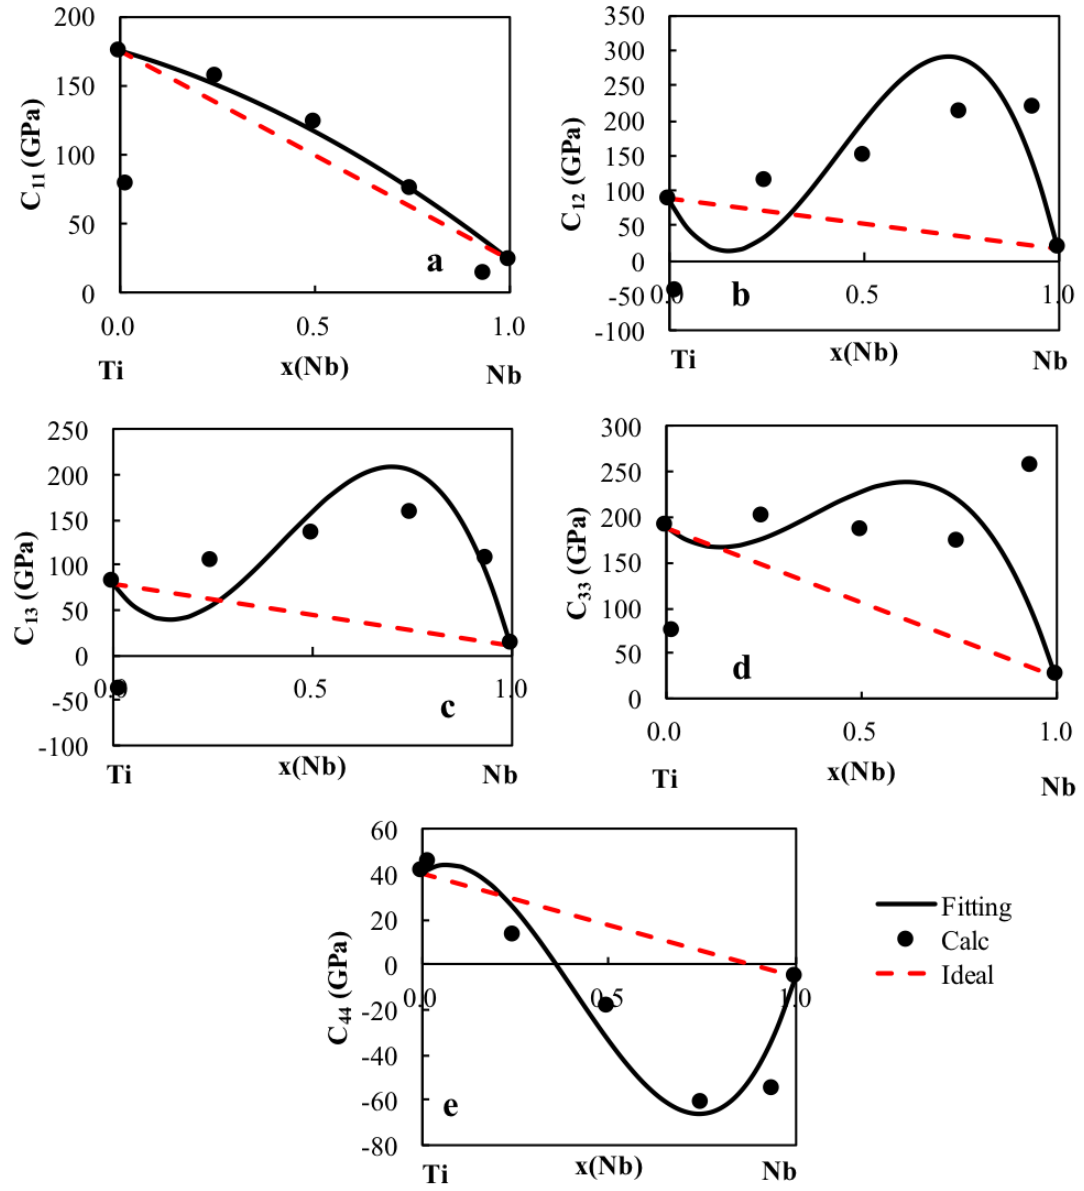 200
150
100
50
0
C₁₁ (GPa)
a
0.0
0.5
1.0
x(Nb)
Ti
Nb
350
300
250
200
150
100
50
0
-50
-100
C₁₂ (GPa)
0.0
0.5
1.0
b
x(Nb)
Ti
Nb
250
200
150
100
50
0
-50
-100
C₁₃ (GPa)
0.0
0.5
1.0
c
x(Nb)
Ti
Nb
300
250
200
150
100
50
0
C₃₃ (GPa)
d
0.0
0.5
1.0
x(Nb)
Ti
Nb
60
40
20
0
-20
-40
-60
-80
C₄₄ (GPa)
0.0
0.5
1.0
e
x(Nb)
Ti
Nb
Fitting
Calc
Ideal